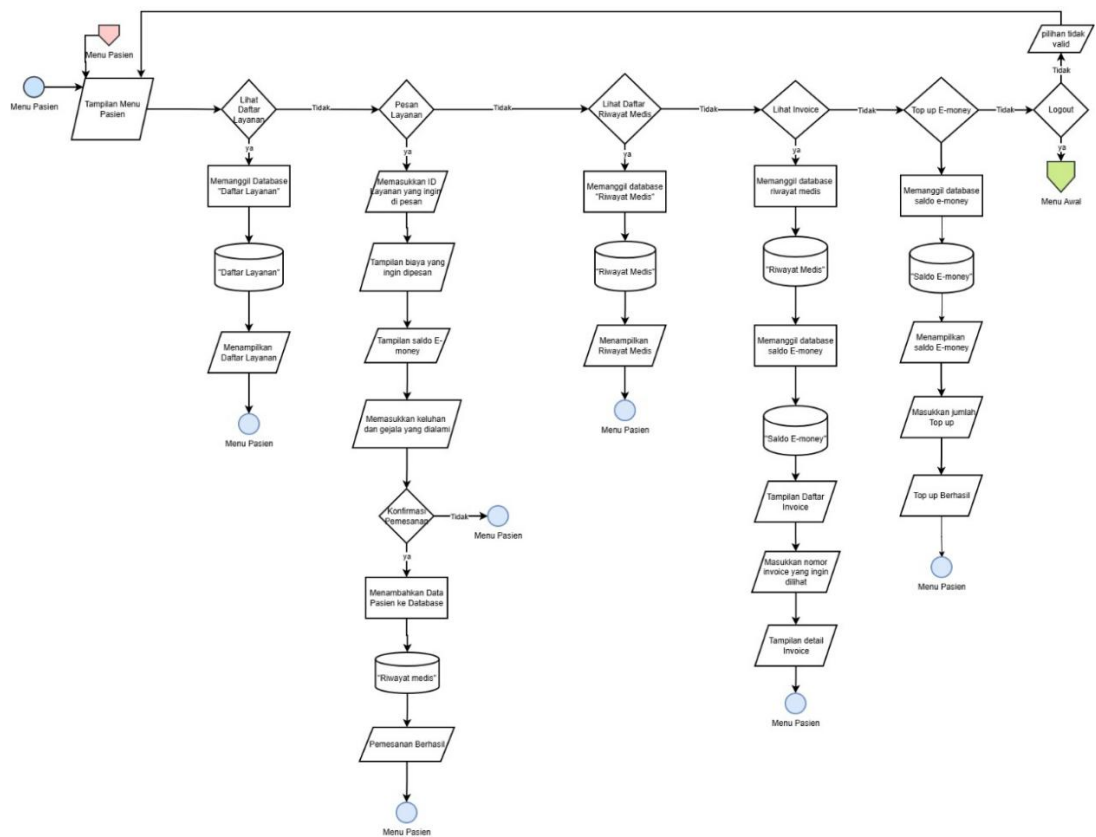 pilihan tidak
valid
Menu Pasien
Tidak
Menu Pasien
Tampilan Menu
Pasien
Lihat
Daftar
Layanan
Tidak
Pesan
Layanan
Tidak
Lihat Daftar
Riwayat Medis
Tidak
Lihat Invoice
Tidak
Top up E-money
Tidak
Logout
ya
Menu Awal
ya
Memanggil Database
"Daftar Layanan"
"Daftar Layanan"
Menampilkan
Daftar Layanan
Menu Pasien
ya
Memasukkan ID
Layanan yang ingin
di pesan
Tampilan biaya yang
ingin dipesan
Tampilan saldo E-
money
Memasukkan keluhan
dan gejala yang dialami
Konfirmasi
Pemesanan
Tidak
Menu Pasien
ya
Menambahkan Data
Pasien ke Database
"Riwayat medis"
Pemesanan Berhasil
Menu Pasien
ya
Memanggil database
"Riwayat Medis"
"Riwayat Medis"
Menampilkan
Riwayat Medis
Menu Pasien
ya
Memanggil database
riwayat medis
"Riwayat Medis"
Memanggil database
saldo E-money
"Saldo E-money"
Tampilan Daftar
Invoice
Masukkan nomor
invoice yang ingin
dilihat
Tampilan detail
Invoice
Menu Pasien
ya
Memanggil database
saldo e-money
"Saldo E-money"
Menampilkan
saldo E-money
Masukkan jumlah
Top up
Top up Berhasil
Menu Pasien